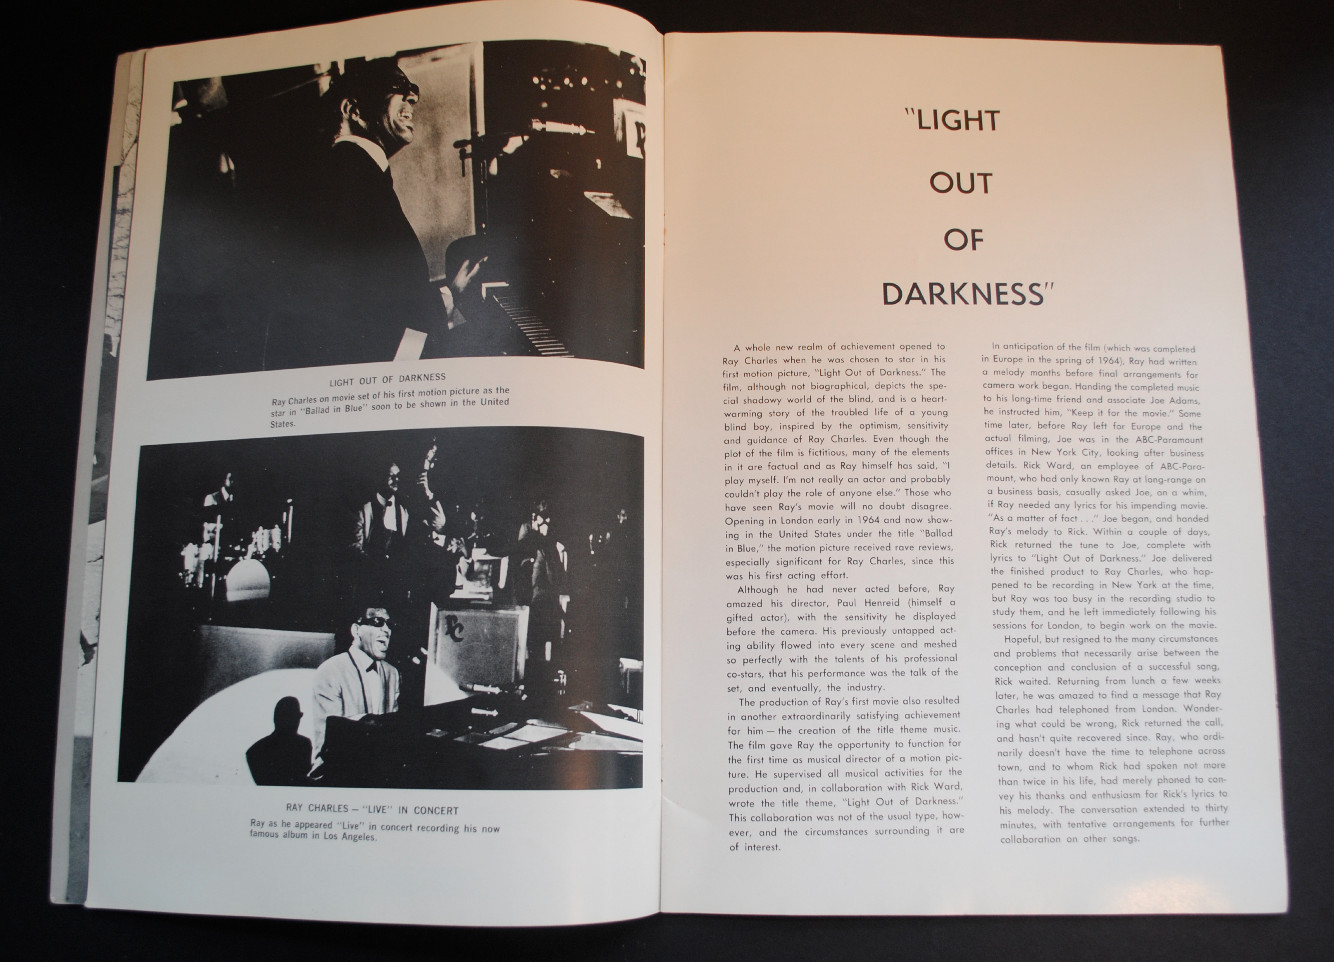 LIGHT OUT OF DARKNESS
Ray Charles on movie set of his first motion picture as the
star in "Ballad in Blue" soon to be shown in the United
States.
RC
RAY CHARLES — "LIVE" IN CONCERT
Ray as he appeared "Live" in concert recording his now
famous album in Los Angeles.
"LIGHT
OUT
OF
DARKNESS"
A whole new realm of achievement opened to
Ray Charles when he was chosen to star in his
first motion picture, "Light Out of Darkness." The
film, although not biographical, depicts the spe-
cial shadowy world of the blind, and is a heart-
warming story of the troubled life of a young
blind boy, inspired by the optimism, sensitivity
and guidance of Ray Charles. Even though the
plot of the film is fictitious, many of the elements
in it are factual and as Ray himself has said, "I
play myself. I'm not really an actor and probably
couldn't play the role of anyone else." Those who
have seen Ray's movie will no doubt disagree.
Opening in London early in 1964 and now show-
ing in the United States under the title "Ballad
in Blue," the motion picture received rave reviews,
especially significant for Ray Charles, since this
was his first acting effort.
Although he had never acted before, Ray
amazed his director, Paul Henreid (himself a
gifted actor), with the sensitivity he displayed
before the camera. His previously untapped act-
ing ability flowed into every scene and meshed
so perfectly with the talents of his professional
co-stars, that his performance was the talk of the
set, and eventually, the industry.
The production of Ray's first movie also resulted
in another extraordinarily satisfying achievement
for him — the creation of the title theme music.
The film gave Ray the opportunity to function for
the first time as musical director of a motion pic-
ture. He supervised all musical activities for the
production and, in collaboration with Rick Ward,
wrote the title theme, "Light Out of Darkness."
This collaboration was not of the usual type, how-
ever, and the circumstances surrounding it are
of interest.
In anticipation of the film (which was completed
in Europe in the spring of 1964), Ray had written
a melody months before final arrangements for
camera work began. Handing the completed music
to his long-time friend and associate Joe Adams,
he instructed him, "Keep it for the movie." Some
time later, before Ray left for Europe and the
actual filming, Joe was in the ABC-Paramount
offices in New York City, looking after business
details. Rick Ward, an employee of ABC-Para-
mount, who had only known Ray at long-range on
a business basis, casually asked Joe, on a whim,
if Ray needed any lyrics for his impending movie.
"As a matter of fact . . ." Joe began, and handed
Ray's melody to Rick. Within a couple of days,
Rick returned the tune to Joe, complete with
lyrics to "Light Out of Darkness." Joe delivered
the finished product to Ray Charles, who hap-
pened to be recording in New York at the time,
but Ray was too busy in the recording studio to
study them, and he left immediately following his
sessions for London, to begin work on the movie.
Hopeful, but resigned to the many circumstances
and problems that necessarily arise between the
conception and conclusion of a successful song,
Rick waited. Returning from lunch a few weeks
later, he was amazed to find a message that Ray
Charles had telephoned from London. Wonder-
ing what could be wrong, Rick returned the call,
and hasn't quite recovered since. Ray, who ordi-
narily doesn't have the time to telephone across
town, and to whom Rick had spoken not more
than twice in his life, had merely phoned to con-
vey his thanks and enthusiasm for Rick's lyrics to
his melody. The conversation extended to thirty
minutes, with tentative arrangements for further
collaboration on other songs.